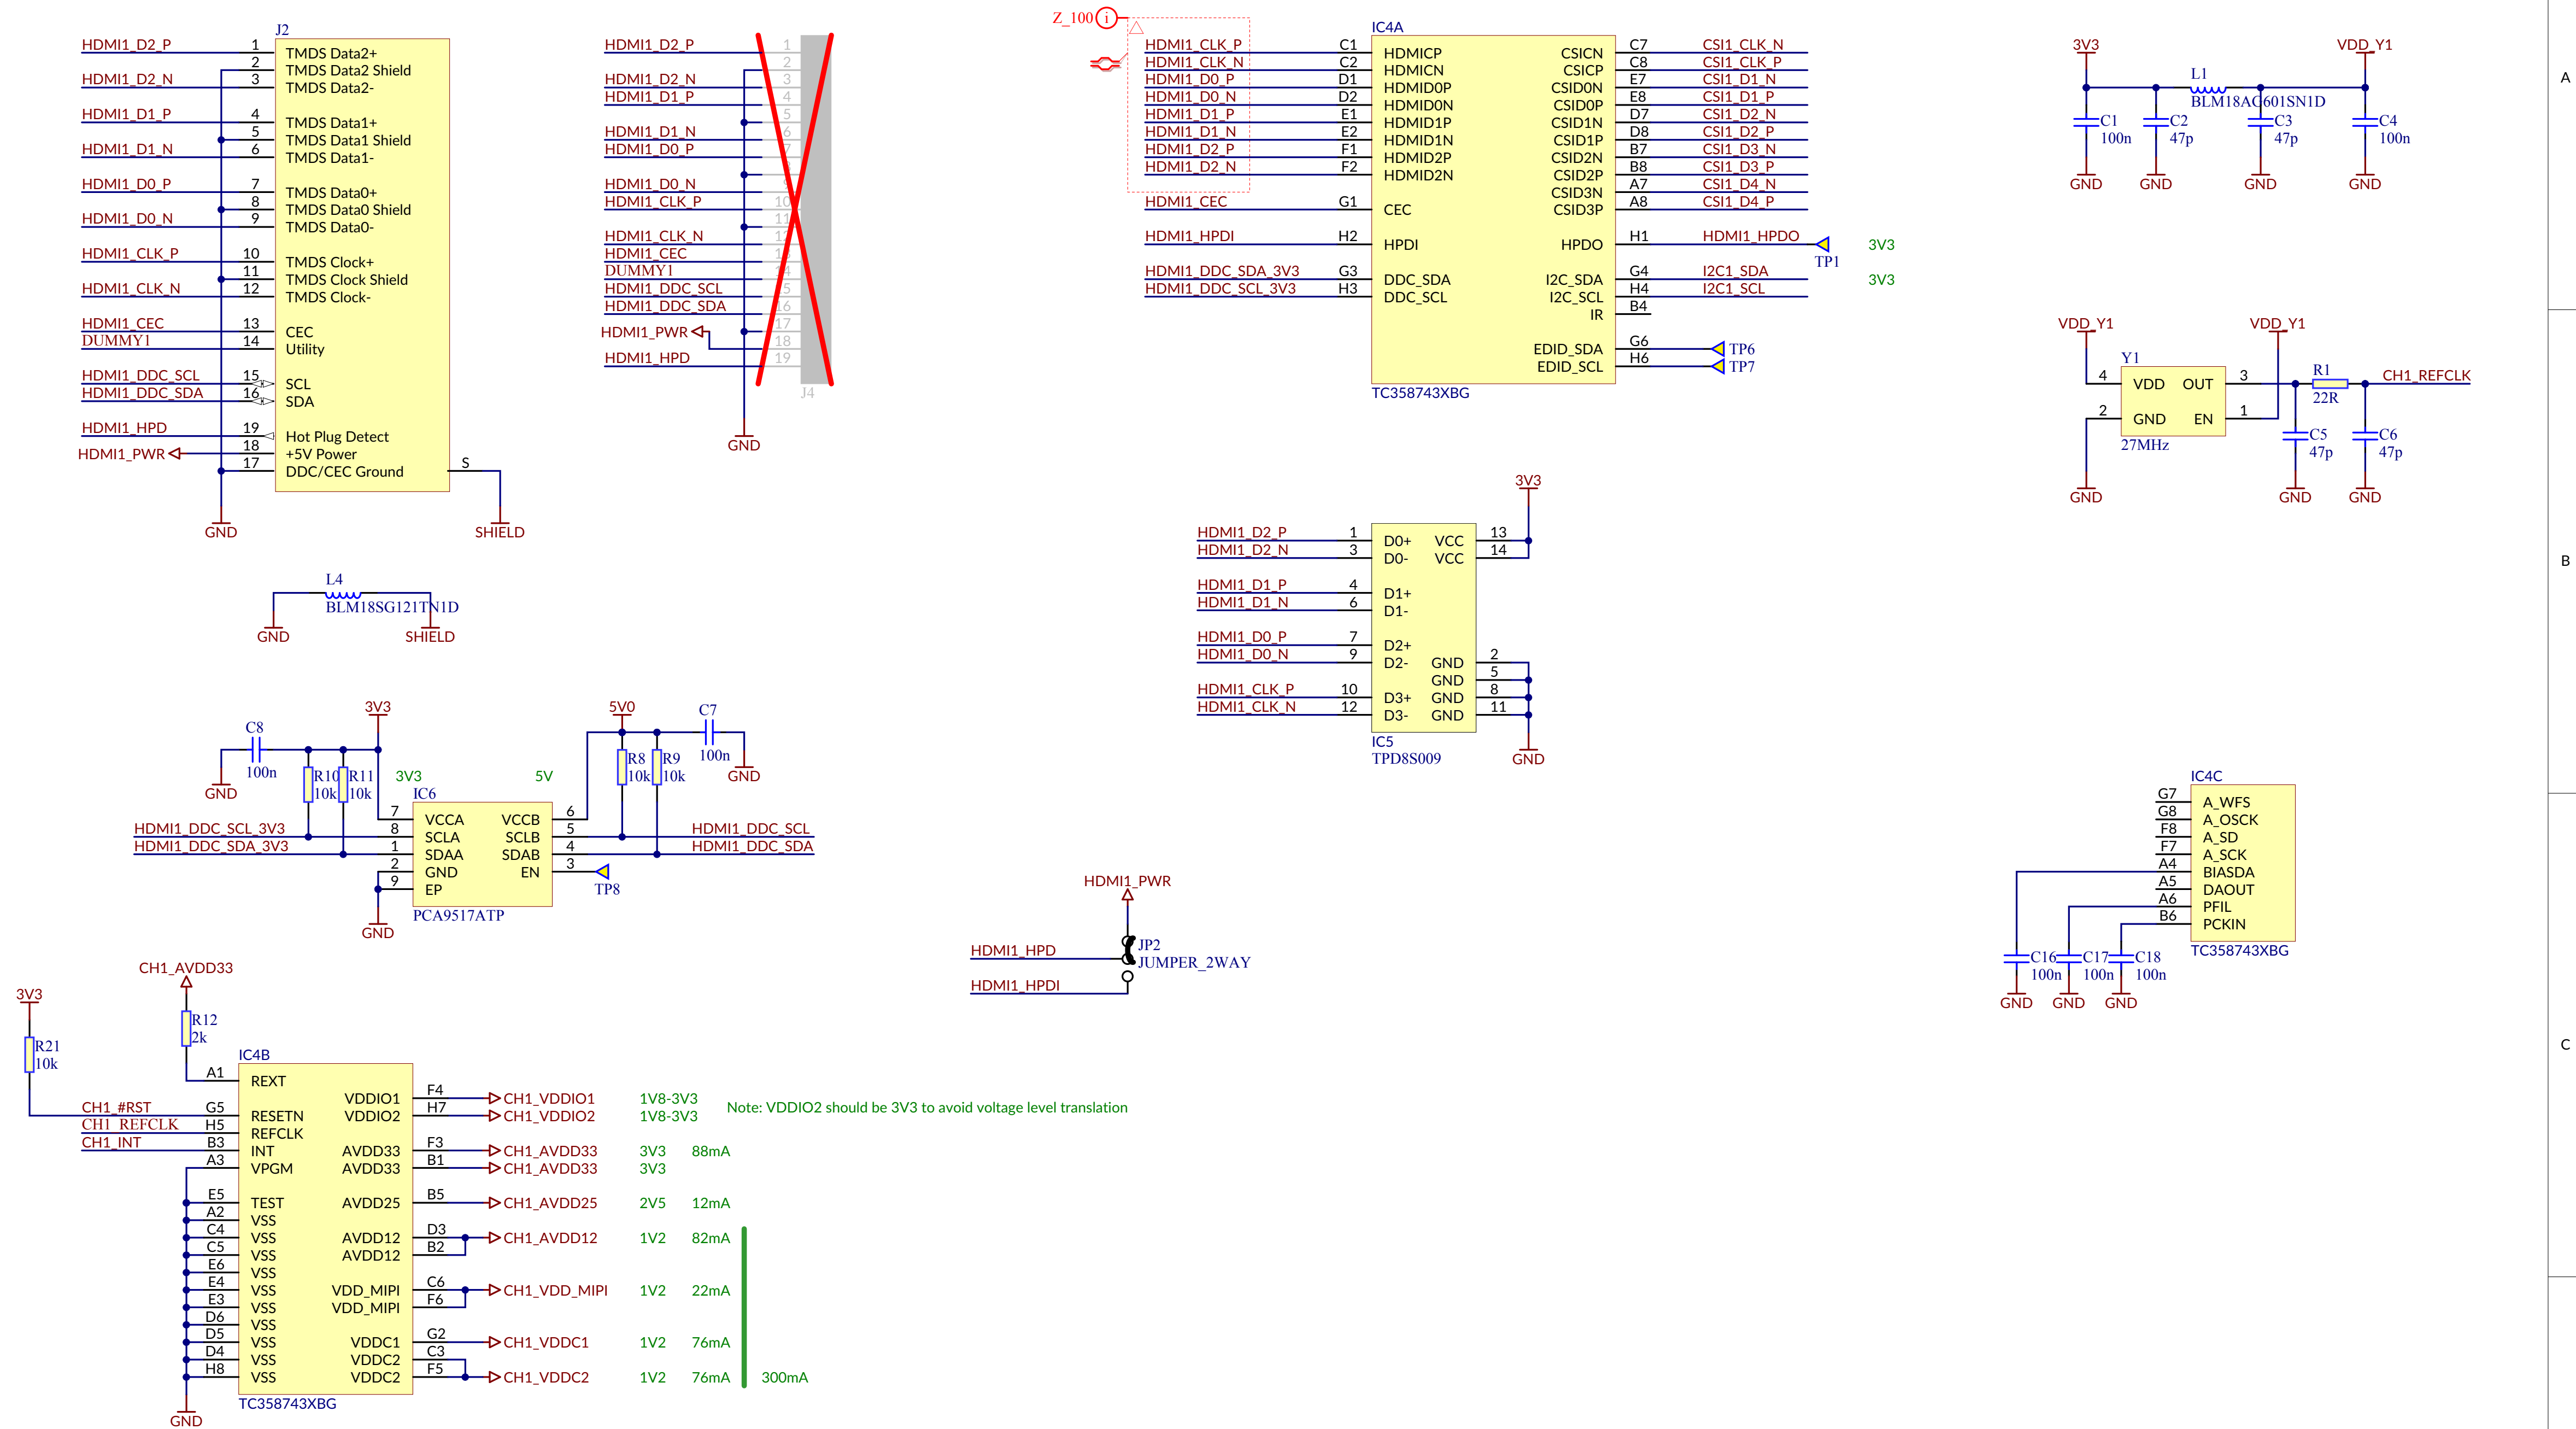 J2
HDMI1_D2_P 1 TMDS Data2+
2 TMDS Data2 Shield
HDMI1_D2_N 3 TMDS Data2-
HDMI1_D1_P 4 TMDS Data1+
5 TMDS Data1 Shield
HDMI1_D1_N 6 TMDS Data1-
HDMI1_D0_P 7 TMDS Data0+
8 TMDS Data0 Shield
HDMI1_D0_N 9 TMDS Data0-
HDMI1_CLK_P 10 TMDS Clock+
11 TMDS Clock Shield
HDMI1_CLK_N 12 TMDS Clock-
HDMI1_CEC 13 CEC
DUMMY1 14 Utility
HDMI1_DDC_SCL 15 SCL
HDMI1_DDC_SDA 16 SDA
HDMI1_HPD 19 Hot Plug Detect
HDMI1_PWR 18 +5V Power
17 DDC/CEC Ground S
GND SHIELD
HDMI1_D2_P 1
2
HDMI1_D2_N 3
HDMI1_D1_P 4
5
HDMI1_D1_N 6
HDMI1_D0_P 7
HDMI1_D0_N
HDMI1_CLK_P 10
11
HDMI1_CLK_N
HDMI1_CEC
DUMMY1 14
HDMI1_DDC_SCL
HDMI1_DDC_SDA 16
17
HDMI1_PWR 18
HDMI1_HPD 19
J4
GND
Z_100 i
IC4A
HDMI1_CLK_P C1 HDMICP CSICN C7 CSI1_CLK_N
HDMI1_CLK_N C2 HDMICN CSICP C8 CSI1_CLK_P
HDMI1_D0_P D1 HDMID0P CSID0N E7 CSI1_D1_N
HDMI1_D0_N D2 HDMID0N CSID0P E8 CSI1_D1_P
HDMI1_D1_P E1 HDMID1P CSID1N D7 CSI1_D2_N
HDMI1_D1_N E2 HDMID1N CSID1P D8 CSI1_D2_P
HDMI1_D2_P F1 HDMID2P CSID2N B7 CSI1_D3_N
HDMI1_D2_N F2 HDMID2N CSID2P B8 CSI1_D3_P
CSID3N A7 CSI1_D4_N
HDMI1_CEC G1 CEC CSID3P A8 CSI1_D4_P
HDMI1_HPDI H2 HPDI HPDO H1 HDMI1_HPDO TP1 3V3
HDMI1_DDC_SDA_3V3 G3 DDC_SDA I2C_SDA G4 I2C1_SDA 3V3
HDMI1_DDC_SCL_3V3 H3 DDC_SCL I2C_SCL H4 I2C1_SCL
IR B4
EDID_SDA G6 TP6
EDID_SCL H6 TP7
TC358743XBG
3V3 VDD_Y1
L1
BLM18AG601SN1D
C1 100n
C2 47p
C3 47p
C4 100n
GND GND GND GND
VDD_Y1 VDD_Y1
Y1
4 VDD OUT 3
2 GND EN 1
27MHz
R1
22R
CH1_REFCLK
C5 47p
C6 47p
GND GND GND
A
B
C
L4
BLM18SG121TN1D
GND SHIELD
3V3
HDMI1_D2_P 1 D0+ VCC 13
HDMI1_D2_N 3 D0- VCC 14
HDMI1_D1_P 4 D1+
HDMI1_D1_N 6 D1-
HDMI1_D0_P 7 D2+
HDMI1_D0_N 9 D2- GND 2
GND 5
HDMI1_CLK_P 10 D3+ GND 8
HDMI1_CLK_N 12 D3- GND 11
IC5
TPD8S009
GND
3V3 5V0
C8 100n
C7 100n
R10 10k
R11 10k
R8 10k
R9 10k
GND GND
3V3 5V
IC6
7 VCCA VCCB 6
HDMI1_DDC_SCL_3V3 8 SCLA SCLB 5 HDMI1_DDC_SCL
HDMI1_DDC_SDA_3V3 1 SDAA SDAB 4 HDMI1_DDC_SDA
2 GND EN 3 TP8
9 EP
PCA9517ATP
GND
HDMI1_PWR
HDMI1_HPD
JP2
JUMPER_2WAY
HDMI1_HPDI
IC4C
G7 A_WFS
G8 A_OSCK
F8 A_SD
F7 A_SCK
A4 BIASDA
A5 DAOUT
A6 PFIL
B6 PCKIN
TC358743XBG
C16 100n
C17 100n
C18 100n
GND GND GND
3V3
R21
10k
CH1_AVDD33
R12
2k
IC4B
A1 REXT
VDDIO1 F4 CH1_VDDIO1 1V8-3V3
CH1_#RST G5 RESETN VDDIO2 H7 CH1_VDDIO2 1V8-3V3
Note: VDDIO2 should be 3V3 to avoid voltage level translation
CH1_REFCLK H5 REFCLK
CH1_INT B3 INT AVDD33 F3 CH1_AVDD33 3V3 88mA
A3 VPGM AVDD33 B1 CH1_AVDD33 3V3
E5 TEST AVDD25 B5 CH1_AVDD25 2V5 12mA
A2 VSS
C4 VSS AVDD12 D3 CH1_AVDD12 1V2 82mA
C5 VSS AVDD12 B2
E6 VSS
E4 VSS VDD_MIPI C6 CH1_VDD_MIPI 1V2 22mA
E3 VSS VDD_MIPI F6
D6 VSS
D5 VSS VDDC1 G2 CH1_VDDC1 1V2 76mA
D4 VSS VDDC2 C3
H8 VSS VDDC2 F5 CH1_VDDC2 1V2 76mA 300mA
TC358743XBG
GND